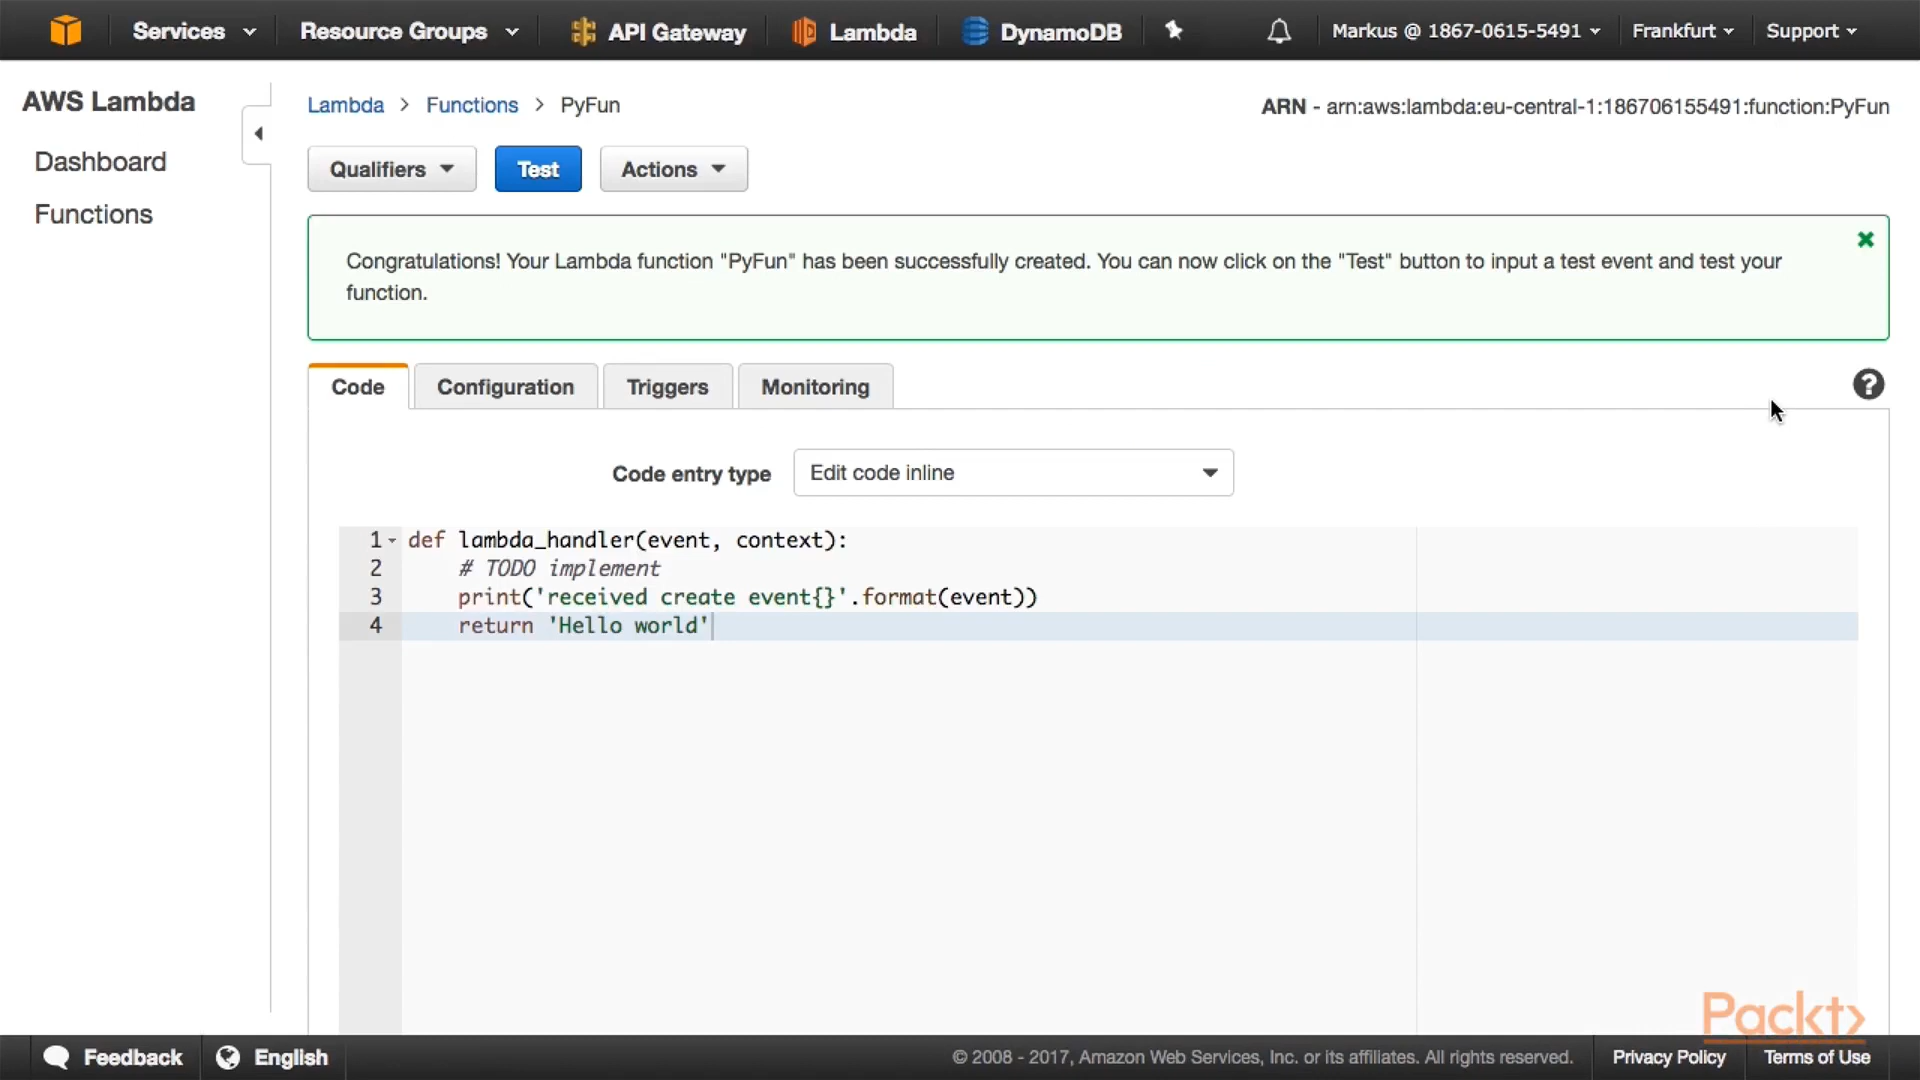 Services
Resource Groups
API Gateway
Lambda
DynamoDB
Markus @ 1867-0615-5491
Frankfurt
Support
AWS Lambda
Dashboard
Functions
Lambda > Functions > PyFun
ARN - arn:aws:lambda:eu-central-1:186706155491:function:PyFun
Qualifiers
Test
Actions
Congratulations! Your Lambda function "PyFun" has been successfully created. You can now click on the "Test" button to input a test event and test your
function.
Code
Configuration
Triggers
Monitoring
Code entry type
Edit code inline
1 def lambda_handler(event, context):
2     # TODO implement
3     print('received create event{}'.format(event))
4     return 'Hello world'
Packt>
Feedback
English
© 2008 - 2017, Amazon Web Services, Inc. or its affiliates. All rights reserved.
Privacy Policy
Terms of Use